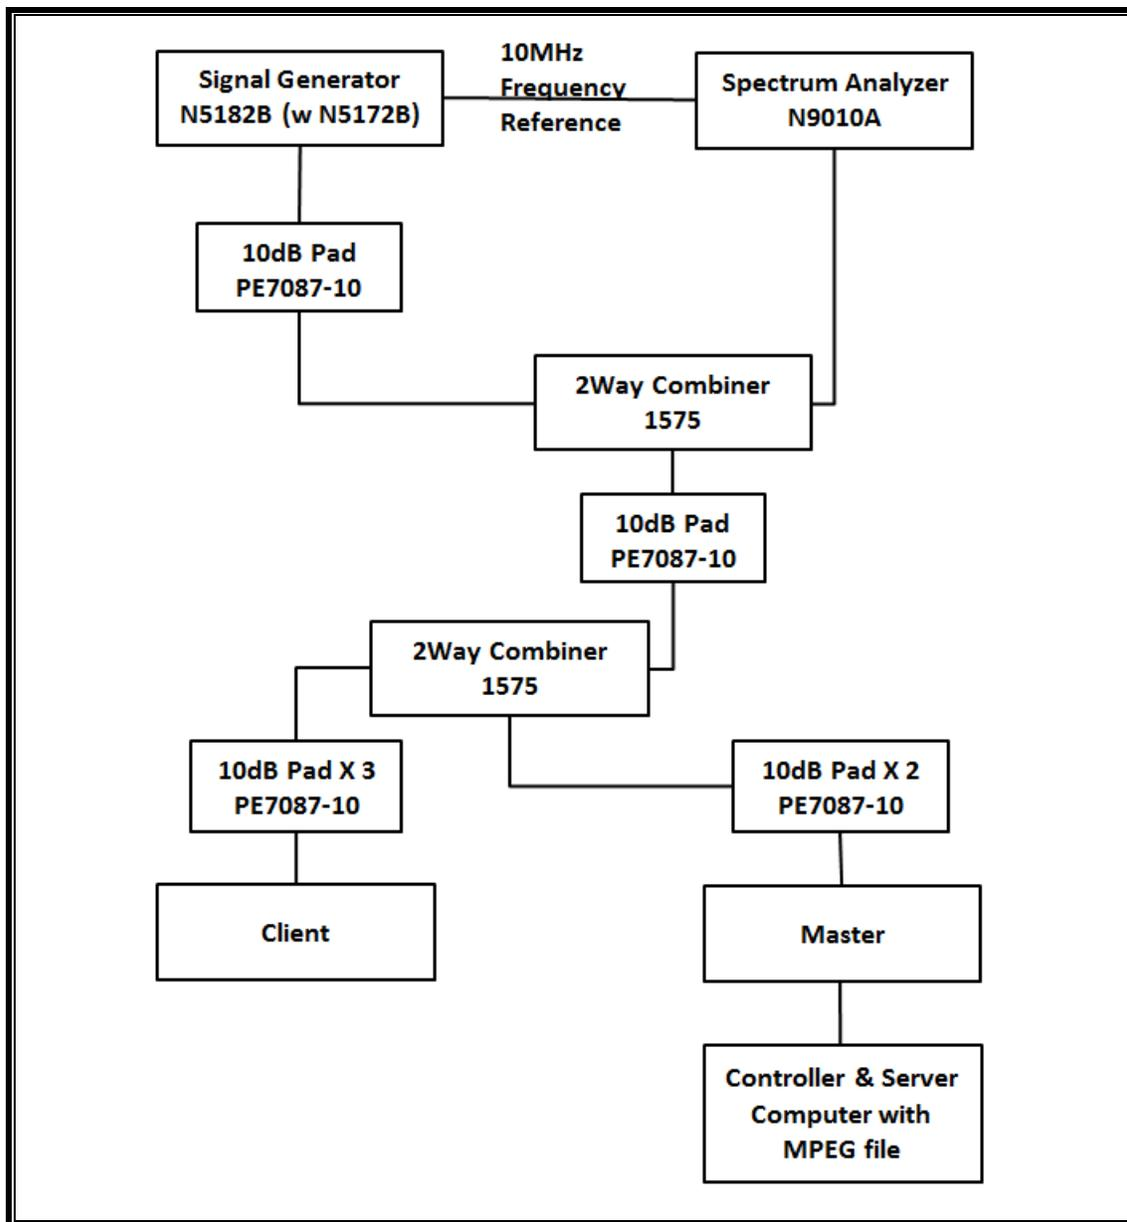 Signal Generator
N5182B (w N5172B)
10MHz
Frequency
Reference
Spectrum Analyzer
N9010A
10dB Pad
PE7087-10
2Way Combiner
1575
10dB Pad
PE7087-10
2Way Combiner
1575
10dB Pad X 3
PE7087-10
10dB Pad X 2
PE7087-10
Client
Master
Controller & Server
Computer with
MPEG file